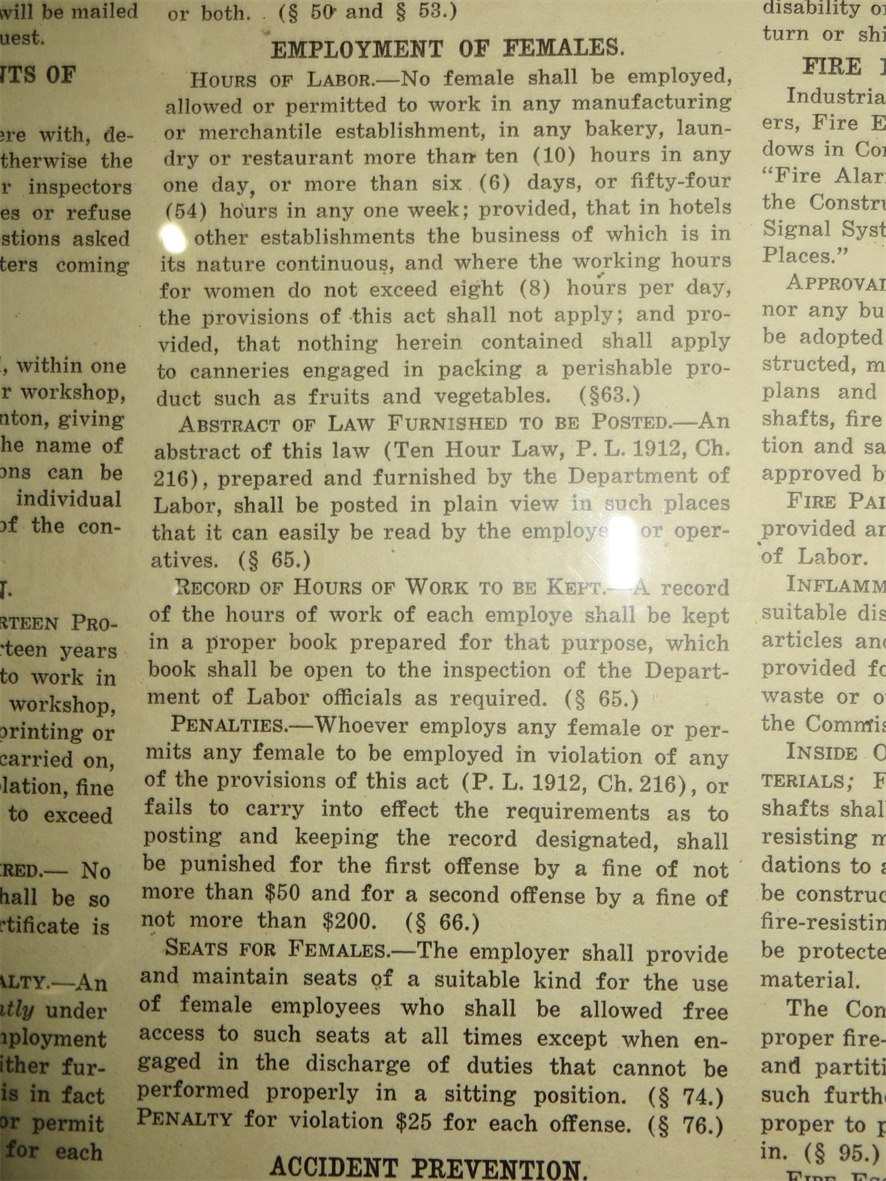 will be mailed
uest.
TS OF
ere with, de-
therwise the
r inspectors
es or refuse
stions asked
ters coming
, within one
r workshop,
nton, giving
he name of
ons can be
individual
of the con-
RTEEN PRO-
rteen years
to work in
workshop,
printing or
carried on,
lation, fine
to exceed
RED.— No
hall be so
rtificate is
ALTY.—An
tly under
mployment
ither fur-
is in fact
or permit
for each
or both. (§ 50 and § 53.)
EMPLOYMENT OF FEMALES.
HOURS OF LABOR.—No female shall be employed,
allowed or permitted to work in any manufacturing
or mercantile establishment, in any bakery, laun-
dry or restaurant more than ten (10) hours in any
one day, or more than six (6) days, or fifty-four
(54) hours in any one week; provided, that in hotels
other establishments the business of which is in
its nature continuous, and where the working hours
for women do not exceed eight (8) hours per day,
the provisions of this act shall not apply; and pro-
vided, that nothing herein contained shall apply
to canneries engaged in packing a perishable pro-
duct such as fruits and vegetables. (§63.)
ABSTRACT OF LAW FURNISHED TO BE POSTED.—An
abstract of this law (Ten Hour Law, P. L. 1912, Ch.
216), prepared and furnished by the Department of
Labor, shall be posted in plain view in such places
that it can easily be read by the employe or oper-
atives. (§ 65.)
RECORD OF HOURS OF WORK TO BE KEPT.—A record
of the hours of work of each employe shall be kept
in a proper book prepared for that purpose, which
book shall be open to the inspection of the Depart-
ment of Labor officials as required. (§ 65.)
PENALTIES.—Whoever employs any female or per-
mits any female to be employed in violation of any
of the provisions of this act (P. L. 1912, Ch. 216), or
fails to carry into effect the requirements as to
posting and keeping the record designated, shall
be punished for the first offense by a fine of not
more than $50 and for a second offense by a fine of
not more than $200. (§ 66.)
SEATS FOR FEMALES.—The employer shall provide
and maintain seats of a suitable kind for the use
of female employees who shall be allowed free
access to such seats at all times except when en-
gaged in the discharge of duties that cannot be
performed properly in a sitting position. (§ 74.)
PENALTY for violation $25 for each offense. (§ 76.)
ACCIDENT PREVENTION.
disability or
turn or shi
FIRE
Industria
ers, Fire E
dows in Co
"Fire Alar
the Constru
Signal Syst
Places."
APPROVAL
nor any bu
be adopted
structed, m
plans and
shafts, fire
tion and sa
approved b
FIRE PAI
provided an
of Labor.
INFLAMM
suitable dis
articles and
provided fo
waste or o
the Commis
INSIDE O
TERIALS; F
shafts shal
resisting m
dations to a
be construc
fire-resistin
be protecte
material.
The Con
proper fire-
and partiti
such furthe
proper to p
in. (§ 95.)